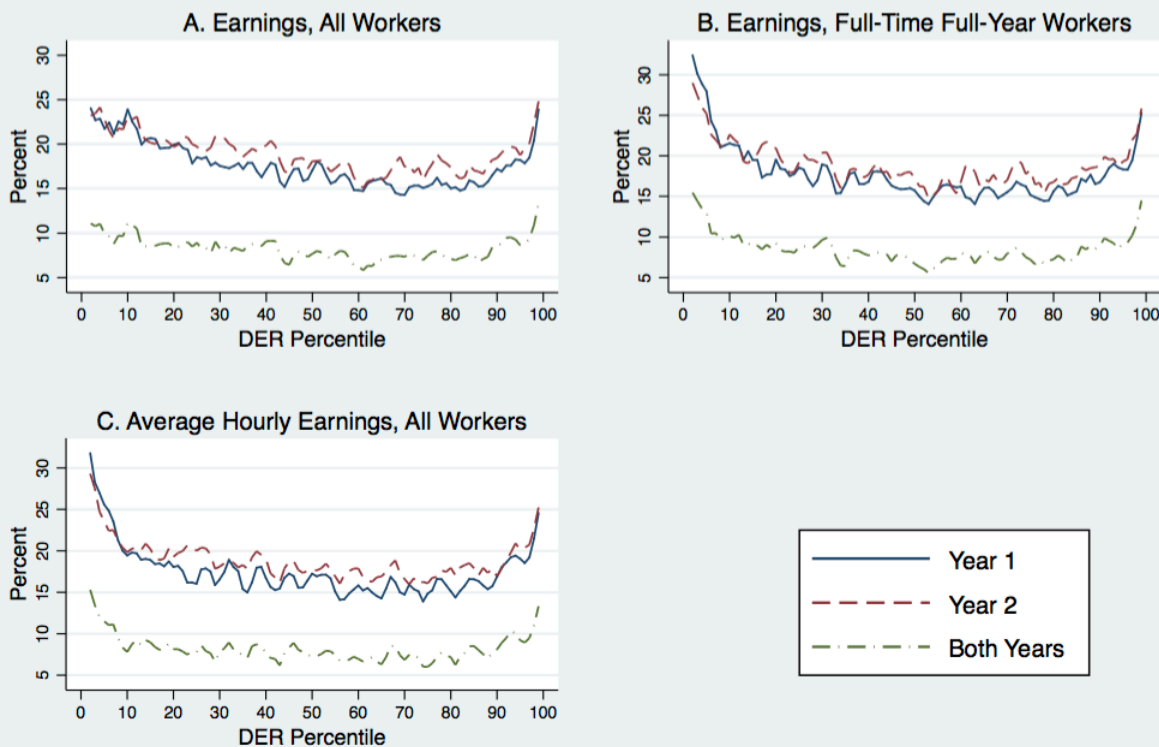 A. Earnings, All Workers
Percent
30
25
20
15
10
5
0 10 20 30 40 50 60 70 80 90 100
DER Percentile
B. Earnings, Full-Time Full-Year Workers
Percent
30
25
20
15
10
5
0 10 20 30 40 50 60 70 80 90 100
DER Percentile
C. Average Hourly Earnings, All Workers
Percent
30
25
20
15
10
5
0 10 20 30 40 50 60 70 80 90 100
DER Percentile
Year 1
Year 2
Both Years